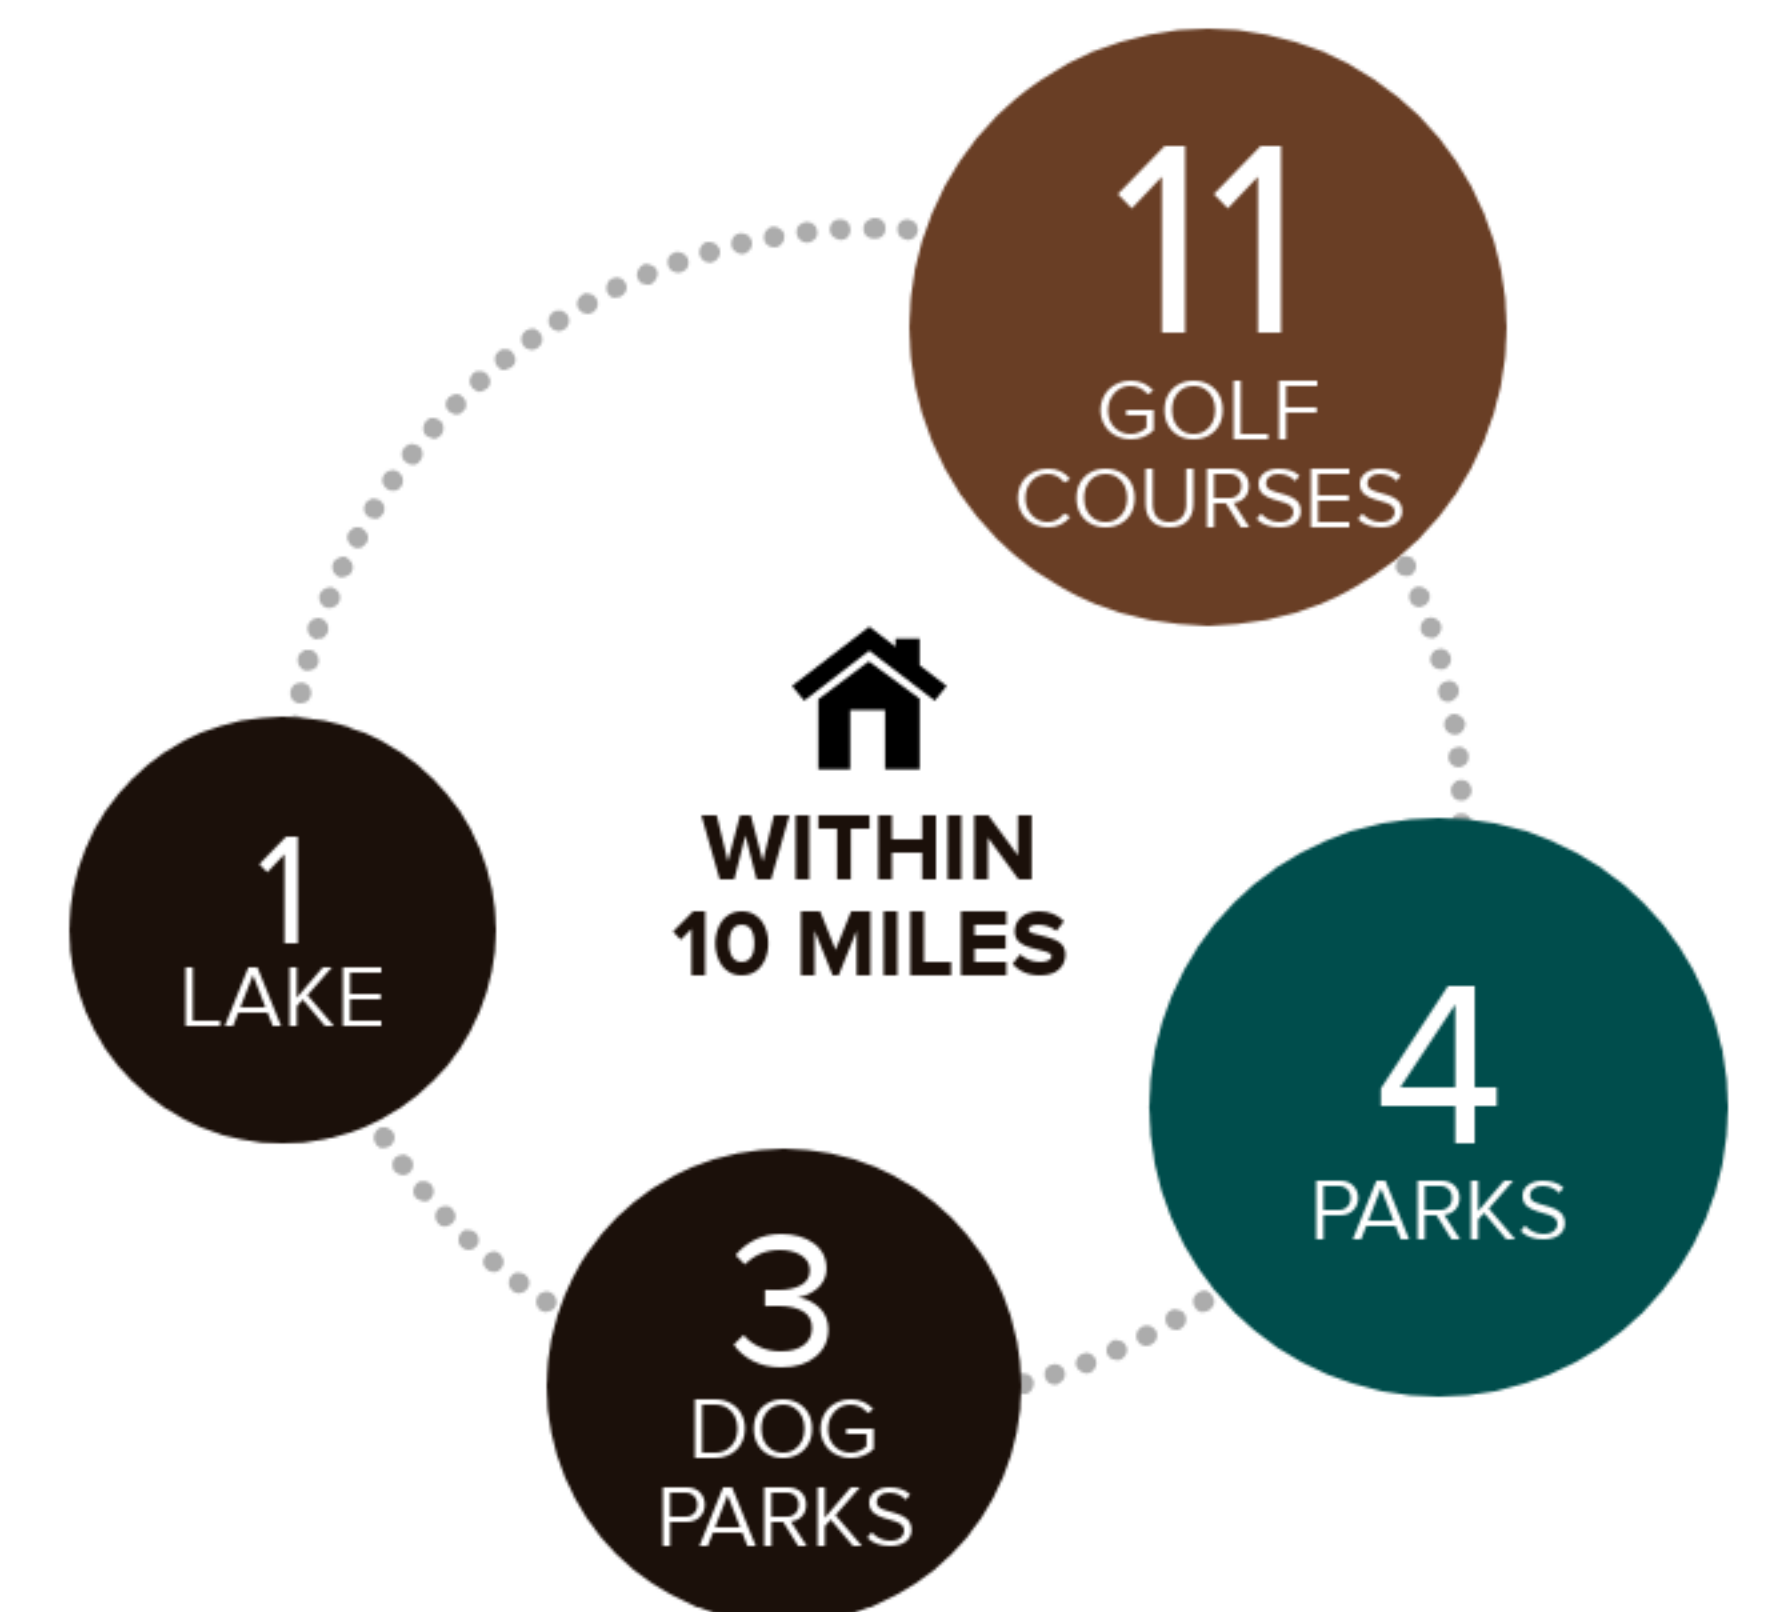 11
GOLF
COURSES
WITHIN
10 MILES
1
LAKE
4
PARKS
3
DOG
PARKS